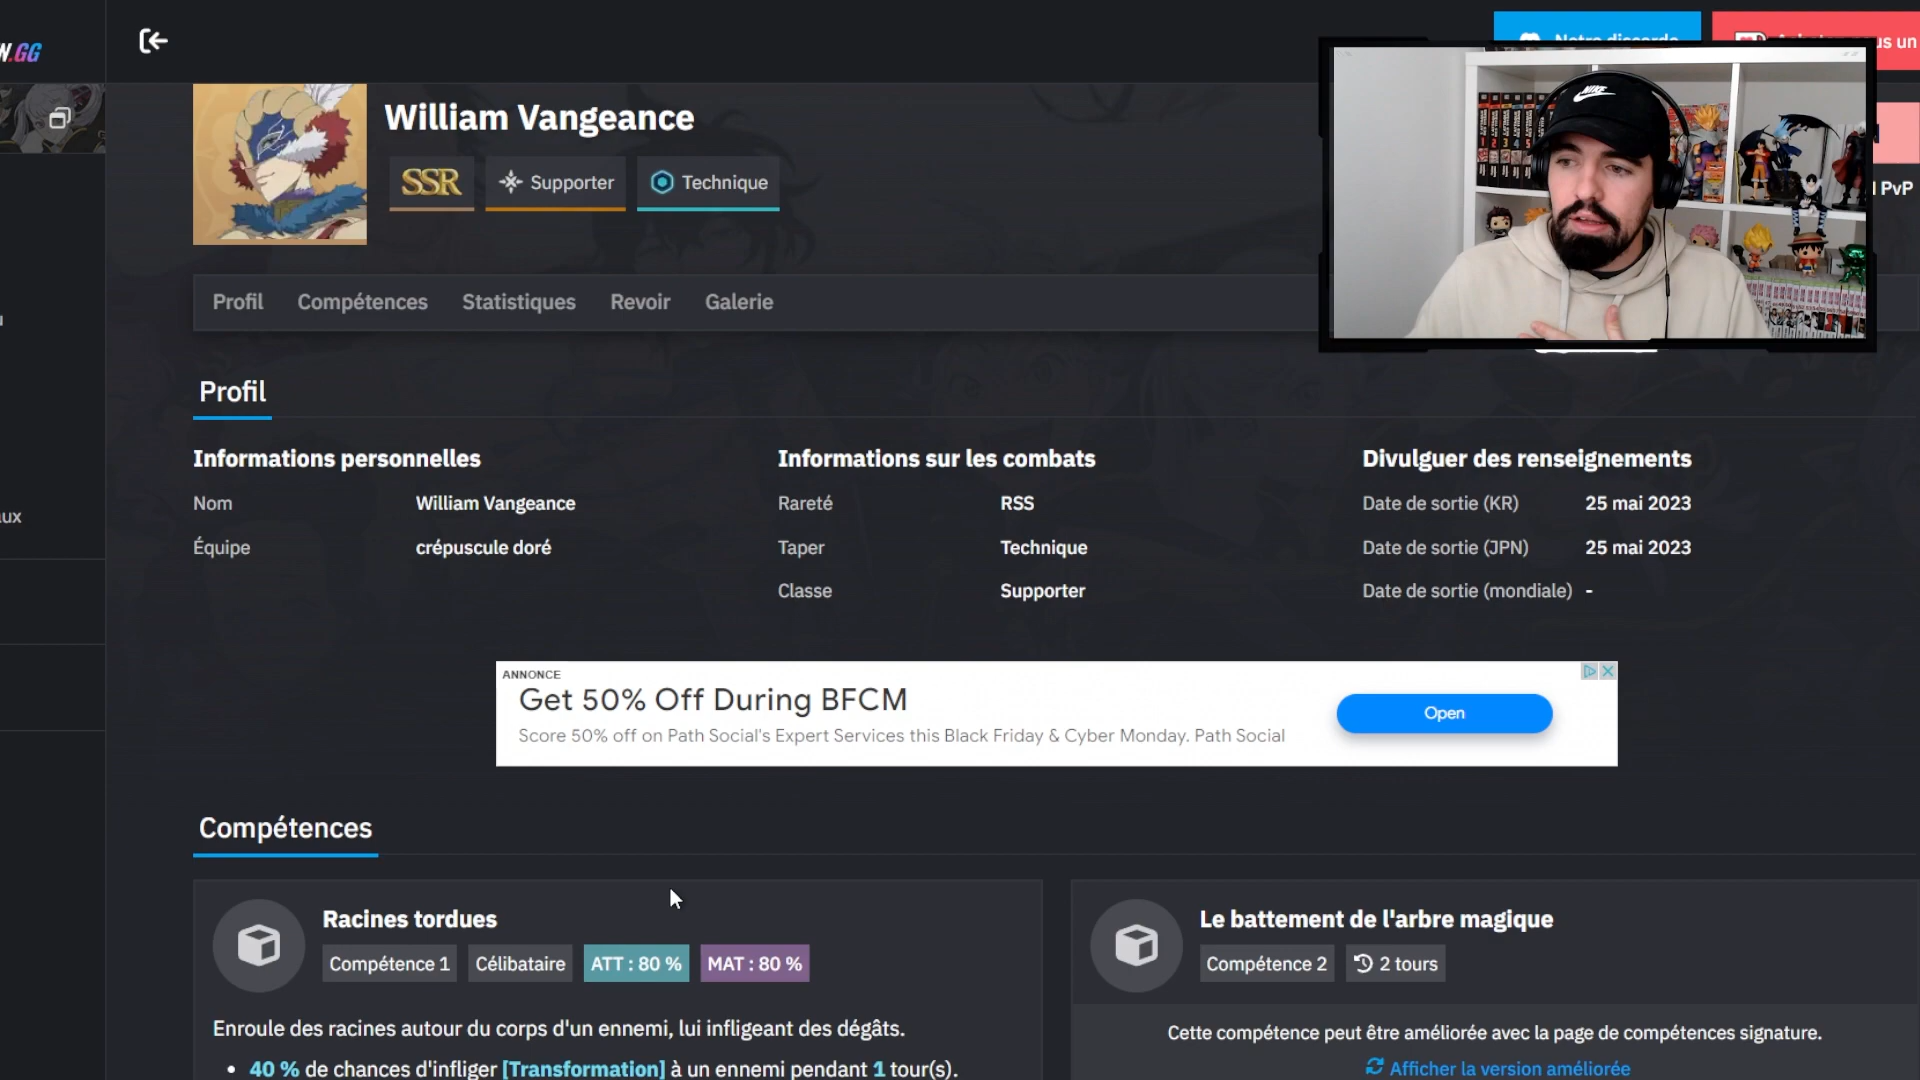 W.GG
Notre discorde
us un
NIKE
William Vangeance
SSR
Supporter
Technique
l PvP
Profil
Compétences
Statistiques
Revoir
Galerie
Profil
Informations personnelles
Nom
William Vangeance
Équipe
crépuscule doré
Informations sur les combats
Rareté
RSS
Taper
Technique
Classe
Supporter
Divulguer des renseignements
Date de sortie (KR)
25 mai 2023
Date de sortie (JPN)
25 mai 2023
Date de sortie (mondiale)
-
aux
ANNONCE
Get 50% Off During BFCM
Score 50% off on Path Social's Expert Services this Black Friday & Cyber Monday. Path Social
Open
Compétences
Racines tordues
Compétence 1
Célibataire
ATT : 80 %
MAT : 80 %
Enroule des racines autour du corps d'un ennemi, lui infligeant des dégâts.
• 40 % de chances d'infliger [Transformation] à un ennemi pendant 1 tour(s).
Le battement de l'arbre magique
Compétence 2
2 tours
Cette compétence peut être améliorée avec la page de compétences signature.
Afficher la version améliorée